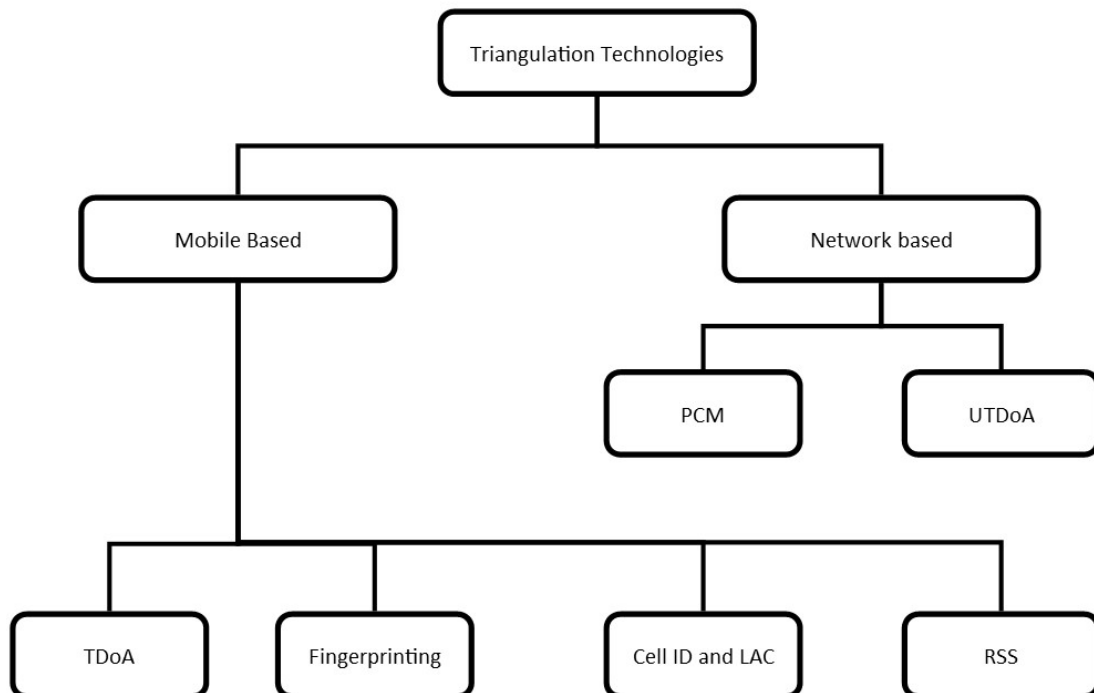 Triangulation Technologies
Mobile Based
Network based
PCM
UTDoA
TDoA
Fingerprinting
Cell ID and LAC
RSS